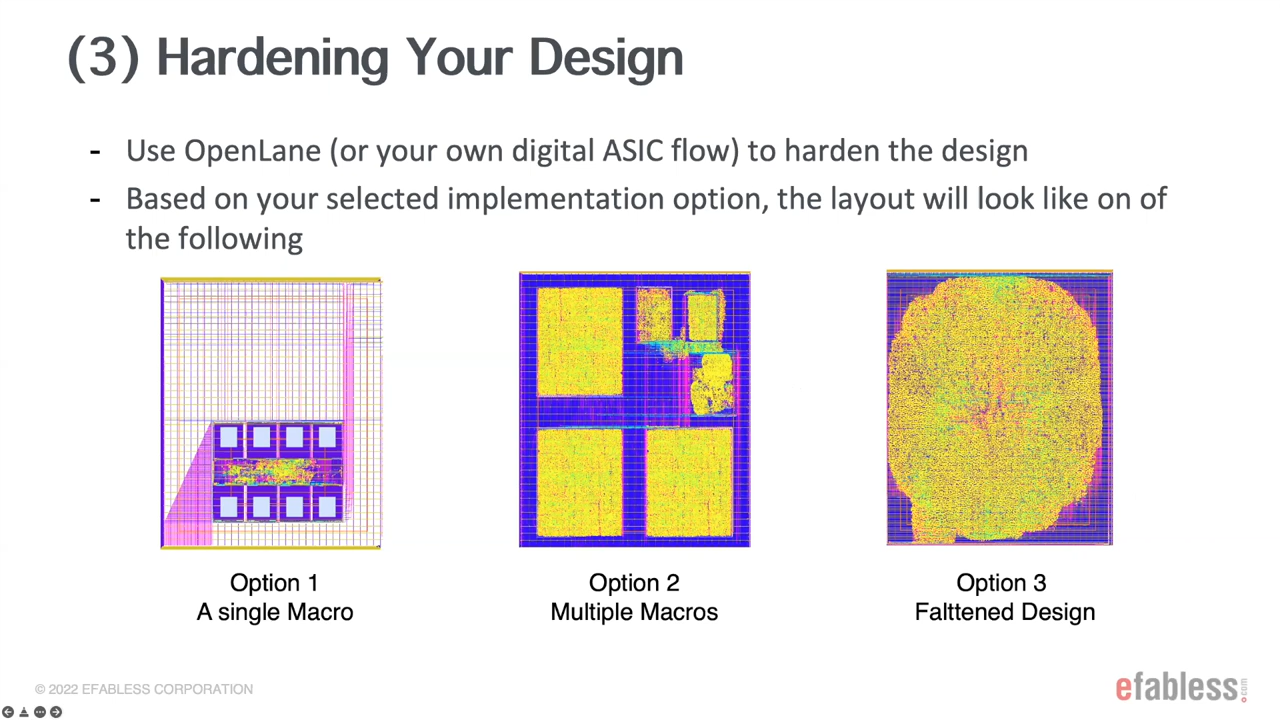 (3) Hardening Your Design
- Use OpenLane (or your own digital ASIC flow) to harden the design
- Based on your selected implementation option, the layout will look like on of
the following
Option 1
A single Macro
Option 2
Multiple Macros
Option 3
Falttened Design
© 2022 EFABLESS CORPORATION
efabless.com